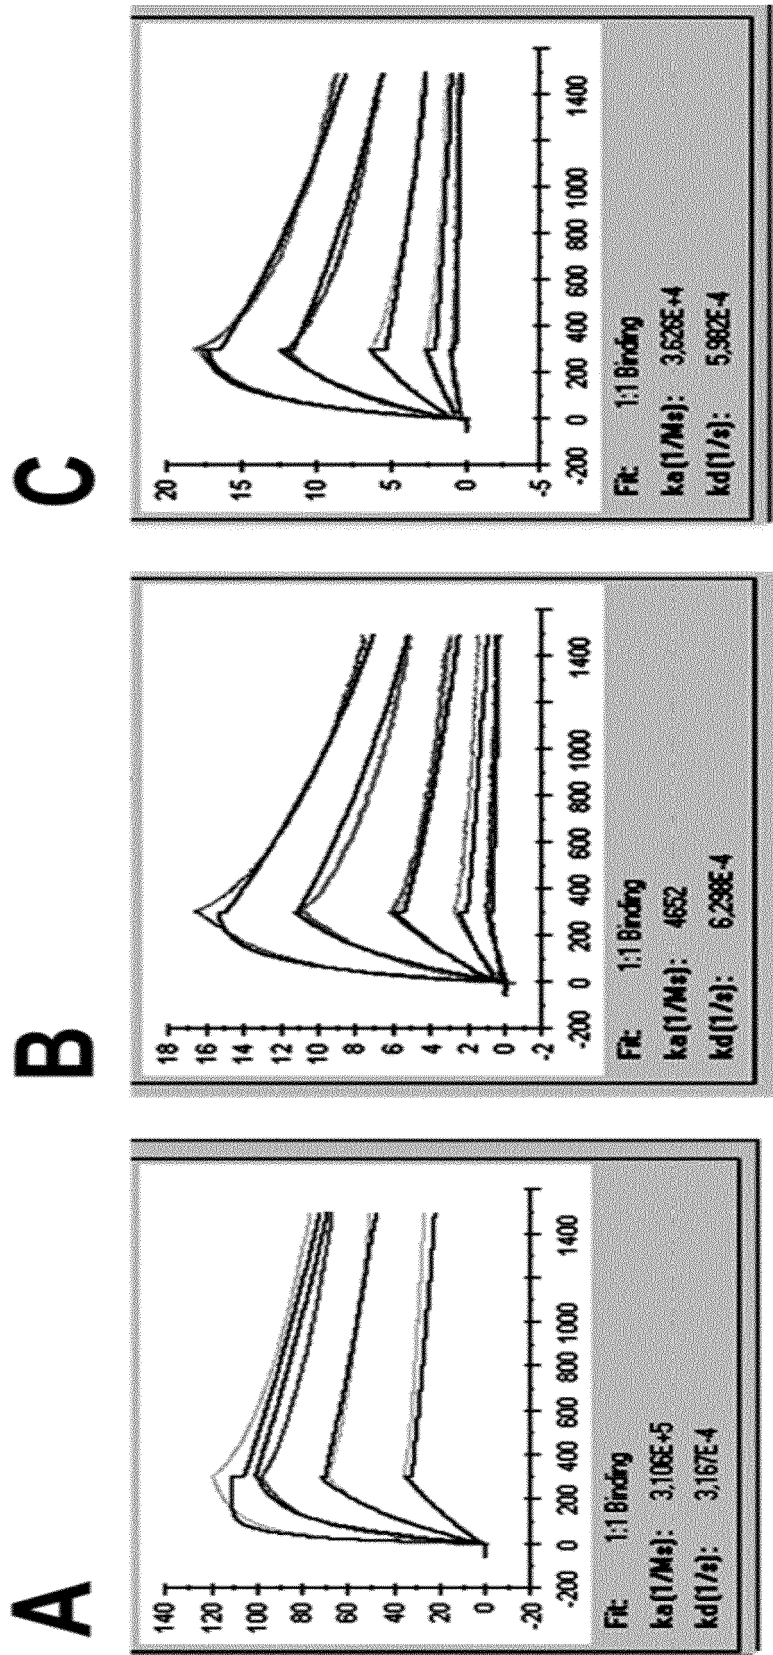 A
140
120
100
80
60
40
20
0
-20
-200 0 200 400 600 800 1000 1400
Fit: 1:1 Binding
ka (1/Ms): 3,106E+5
kd (1/s): 3,167E-4
B
18
16
14
12
10
8
6
4
2
0
-2
-200 0 200 400 600 800 1000 1400
Fit: 1:1 Binding
ka (1/Ms): 4652
kd (1/s): 6,298E-4
C
20
15
10
5
0
-5
-200 0 200 400 600 800 1000 1400
Fit: 1:1 Binding
ka (1/Ms): 3,626E+4
kd (1/s): 5,982E-4